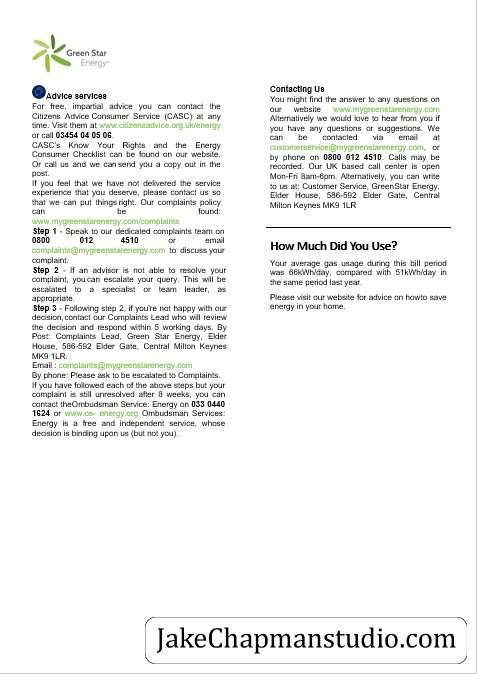 Green Star
Energy
Advice services
For free, impartial advice you can contact the
Citizens Advice Consumer Service (CASC) at any
time. Visit them at www.citizensadvice.org.uk/energy
or call 03454 04 05 06.
CASC's Know Your Rights and the Energy
Consumer Checklist can be found on our website.
Or call us and we can send you a copy out in the
post.
If you feel that we have not delivered the service
experience that you deserve, please contact us so
that we can put things right. Our complaints policy
can be found:
www.mygreenstarenergy.com/complaints
Step 1 - Speak to our dedicated complaints team on
0800 012 4510 or email
complaints@mygreenstarenergy.com to discuss your
complaint.
Step 2 - If an advisor is not able to resolve your
complaint, you can escalate your query. This will be
escalated to a specialist or team leader, as
appropriate.
Step 3 - Following step 2, if you're not happy with our
decision,contact our Complaints Lead who will review
the decision and respond within 5 working days. By
Post: Complaints Lead, Green Star Energy, Elder
House, 586-592 Elder Gate, Central Milton Keynes
MK9 1LR.
Email : complaints@mygreenstarenergy.com
By phone: Please ask to be escalated to Complaints.
If you have followed each of the above steps but your
complaint is still unresolved after 8 weeks, you can
contact theOmbudsman Service: Energy on 033 0440
1624 or www.os- energy.org Ombudsman Services:
Energy is a free and independent service, whose
decision is binding upon us (but not you).
Contacting Us
You might find the answer to any questions on
our website www.mygreenstarenergy.com
Alternatively we would love to hear from you if
you have any questions or suggestions. We
can be contacted via email at
customerservice@mygreenstarenergy.com, or
by phone on 0800 012 4510. Calls may be
recorded. Our UK based call center is open
Mon-Fri 8am-6pm. Alternatively, you can write
to us at: Customer Service, GreenStar Energy,
Elder House, 586-592 Elder Gate, Central
Milton Keynes MK9 1LR
How Much Did You Use?
Your average gas usage during this bill period
was 66kWh/day, compared with 51kWh/day in
the same period last year.
Please visit our website for advice on howto save
energy in your home.
JakeChapmanstudio.com